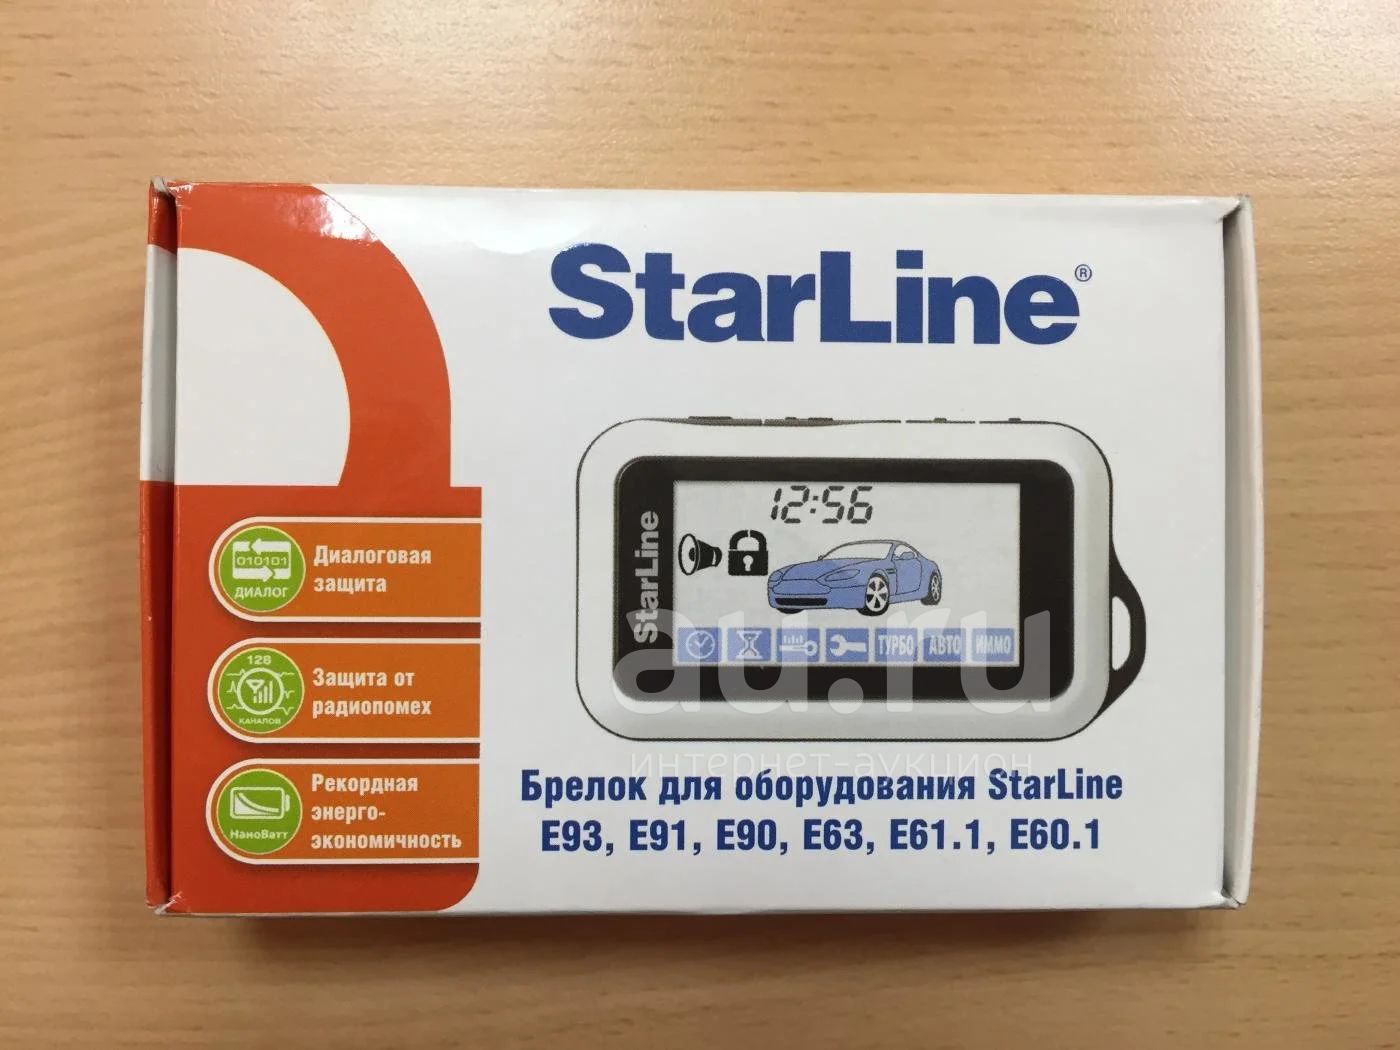 StarLine®
12:56
StarLine
ТУРБО АВТО ИММО
010101
ДИАЛОГ
Диалоговая
защита
128
КАНАЛОВ
Защита от
радиопомех
НаноВатт
Рекордная
энерго-
экономичность
au.ru
интернет-аукцион
Брелок для оборудования StarLine
E93, E91, E90, E63, E61.1, E60.1